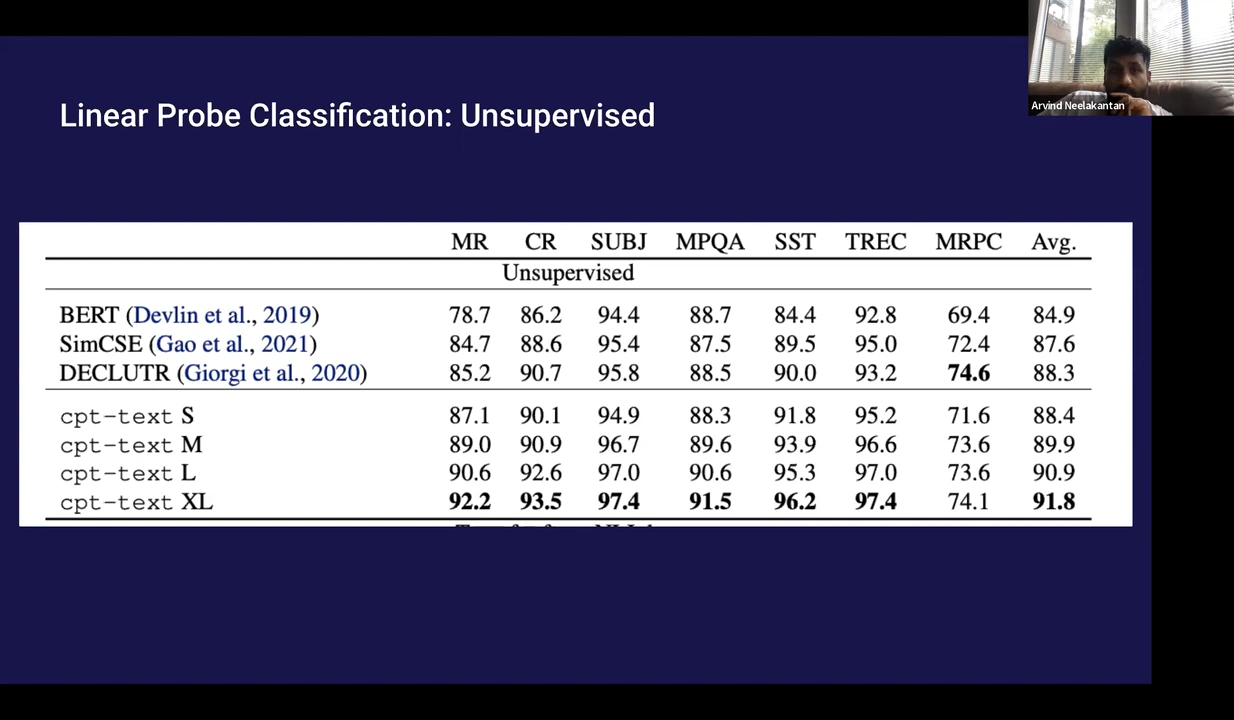 Arvind Neelakantan
Linear Probe Classification: Unsupervised
MR CR SUBJ MPQA SST TREC MRPC Avg.
Unsupervised
BERT (Devlin et al., 2019) 78.7 86.2 94.4 88.7 84.4 92.8 69.4 84.9
SimCSE (Gao et al., 2021) 84.7 88.6 95.4 87.5 89.5 95.0 72.4 87.6
DECLUTR (Giorgi et al., 2020) 85.2 90.7 95.8 88.5 90.0 93.2 74.6 88.3
cpt-text S 87.1 90.1 94.9 88.3 91.8 95.2 71.6 88.4
cpt-text M 89.0 90.9 96.7 89.6 93.9 96.6 73.6 89.9
cpt-text L 90.6 92.6 97.0 90.6 95.3 97.0 73.6 90.9
cpt-text XL 92.2 93.5 97.4 91.5 96.2 97.4 74.1 91.8